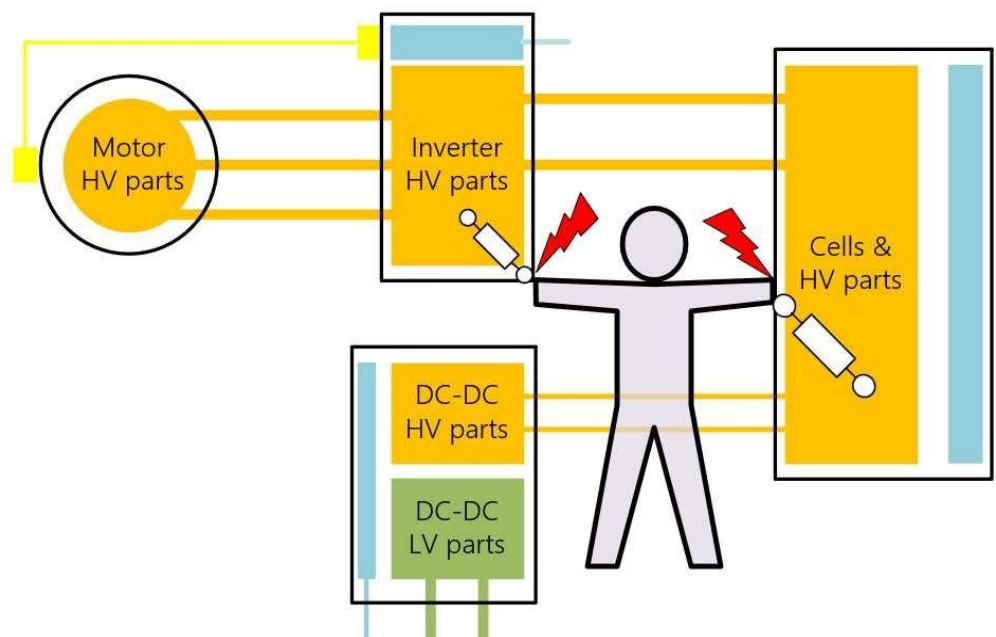 Motor
HV parts
Inverter
HV parts
Cells &
HV parts
DC-DC
HV parts
DC-DC
LV parts